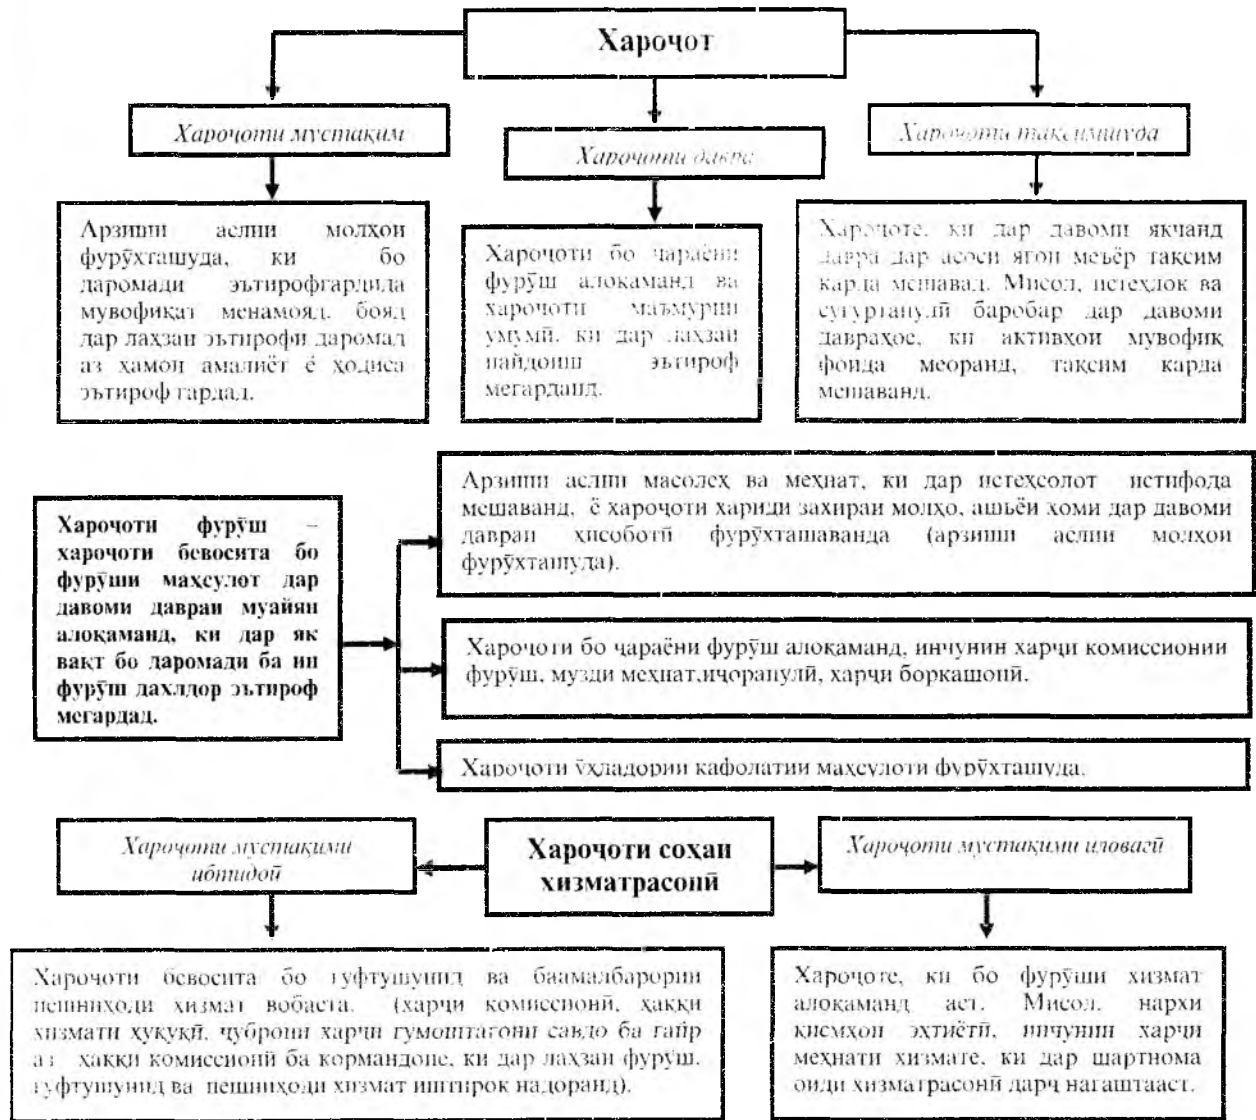 Хароҷот
Хароҷоти мустақим
Хароҷоти давра
Хароҷоти тақсимшуда
Арзиши аслии молҳои
фурӯхташуда, ки бо
даромади эътирофгардида
мувофиқат менамояд, бояд
дар лаҳзаи эътирофи даромад
аз ҳамон амалиёт ё ҳодиса
эътироф гардад.
Хароҷоти бо ҷараёни
фурӯш алоқаманд ва
хароҷоти маъмурии
умумӣ, ки дар лаҳзаи
пайдоиш эътироф
мегарданд.
Хароҷоте, ки дар давоми якчанд
давра дар асоси ягон меъёр тақсим
карда мешавад. Мисол, истеҳлок ва
суғуртапулӣ баробар дар давоми
давраҳое, ки активҳои мувофиқ
фоида меоранд, тақсим карда
мешаванд.
Хароҷоти фурӯш –
хароҷоти бевосита бо
фурӯши маҳсулот дар
давоми давраи муайян
алоқаманд, ки дар як
вақт бо даромади ба ин
фурӯш дахлдор эътироф
мегардад.
Арзиши аслии масолеҳ ва меҳнат, ки дар истеҳсолот истифода
мешаванд, ё хароҷоти хариди захираи молҳо, ашьёи хоми дар давоми
давраи ҳисоботӣ фурӯхташаванда (арзиши аслии молҳои
фурӯхташуда).
Хароҷоти бо ҷараёни фурӯш алоқаманд, инчунин харҷи комиссионии
фурӯш, музди меҳнат,иҷорапулӣ, харҷи боркашонӣ.
Хароҷоти ӯҳдадории кафолатии маҳсулоти фурӯхташуда.
Хароҷоти мустақими
ибтидоӣ
Хароҷоти соҳаи
хизматрасонӣ
Хароҷоти мустақими иловагӣ
Хароҷоти бевосита бо гуфтушунид ва баамалбарории
пешниҳоди хизмат вобаста. (харҷи комиссионӣ, ҳаққи
хизмати ҳуқуқӣ, ҷуброни харҷи гумоштагони савдо ба ғайр
аз ҳаққи комиссионӣ ба кормандоне, ки дар лаҳзаи фурӯш,
гуфтушунид ва пешниҳоди хизмат иштирок надоранд).
Хароҷоте, ки бо фурӯши хизмат
алоқаманд аст. Мисол, нархи
қисмҳои эҳтиётӣ, инчунин харҷи
меҳнати хизмате, ки дар шартнома
оиди хизматрасонӣ дарҷ нагаштааст.